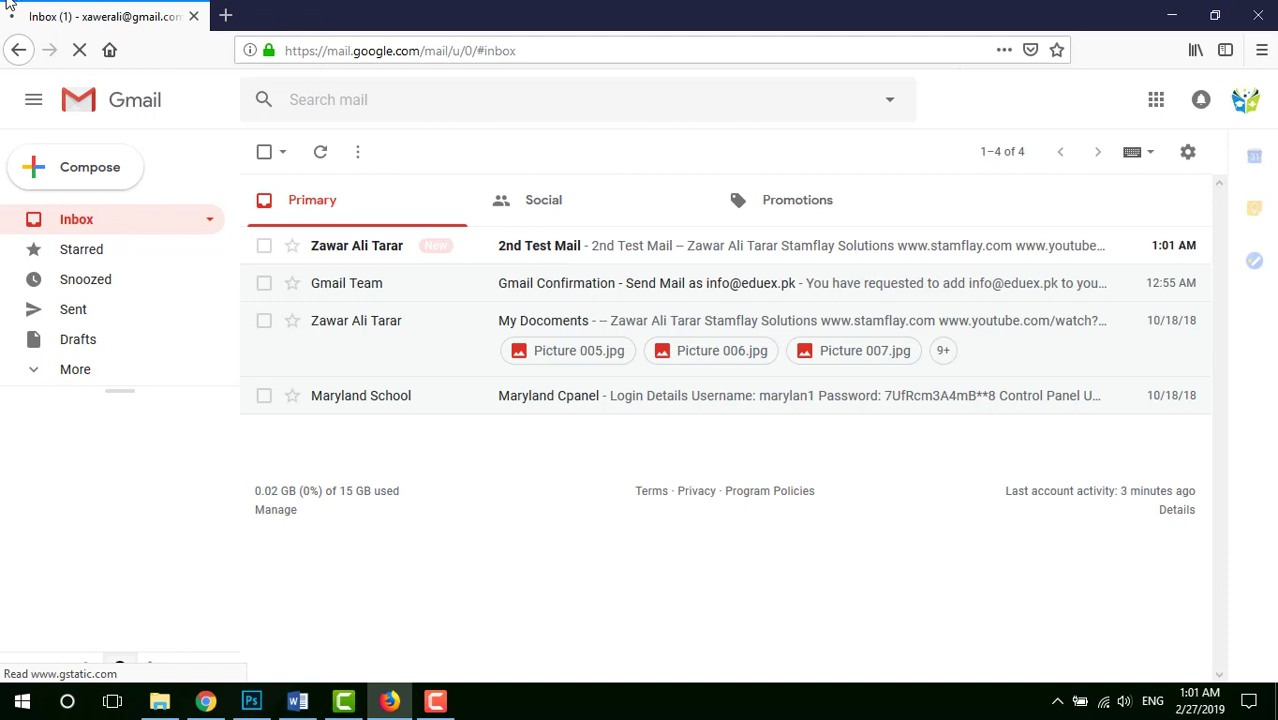 Inbox (1) - xawerali@gmail.com
https://mail.google.com/mail/u/0/#inbox
Gmail
Search mail
Compose
1–4 of 4
Primary
Social
Promotions
Inbox
Starred
Snoozed
Sent
Drafts
More
Zawar Ali Tarar New 2nd Test Mail - 2nd Test Mail -- Zawar Ali Tarar Stamflay Solutions www.stamflay.com www.youtube... 1:01 AM
Gmail Team Gmail Confirmation - Send Mail as info@eduex.pk - You have requested to add info@eduex.pk to you... 12:55 AM
Zawar Ali Tarar My Docoments - -- Zawar Ali Tarar Stamflay Solutions www.stamflay.com www.youtube.com/watch?... 10/18/18
Picture 005.jpg Picture 006.jpg Picture 007.jpg 9+
Maryland School Maryland Cpanel - Login Details Username: marylan1 Password: 7UfRcm3A4mB**8 Control Panel U... 10/18/18
0.02 GB (0%) of 15 GB used
Manage
Terms · Privacy · Program Policies
Last account activity: 3 minutes ago
Details
Read www.gstatic.com
Ps
ENG
1:01 AM
2/27/2019